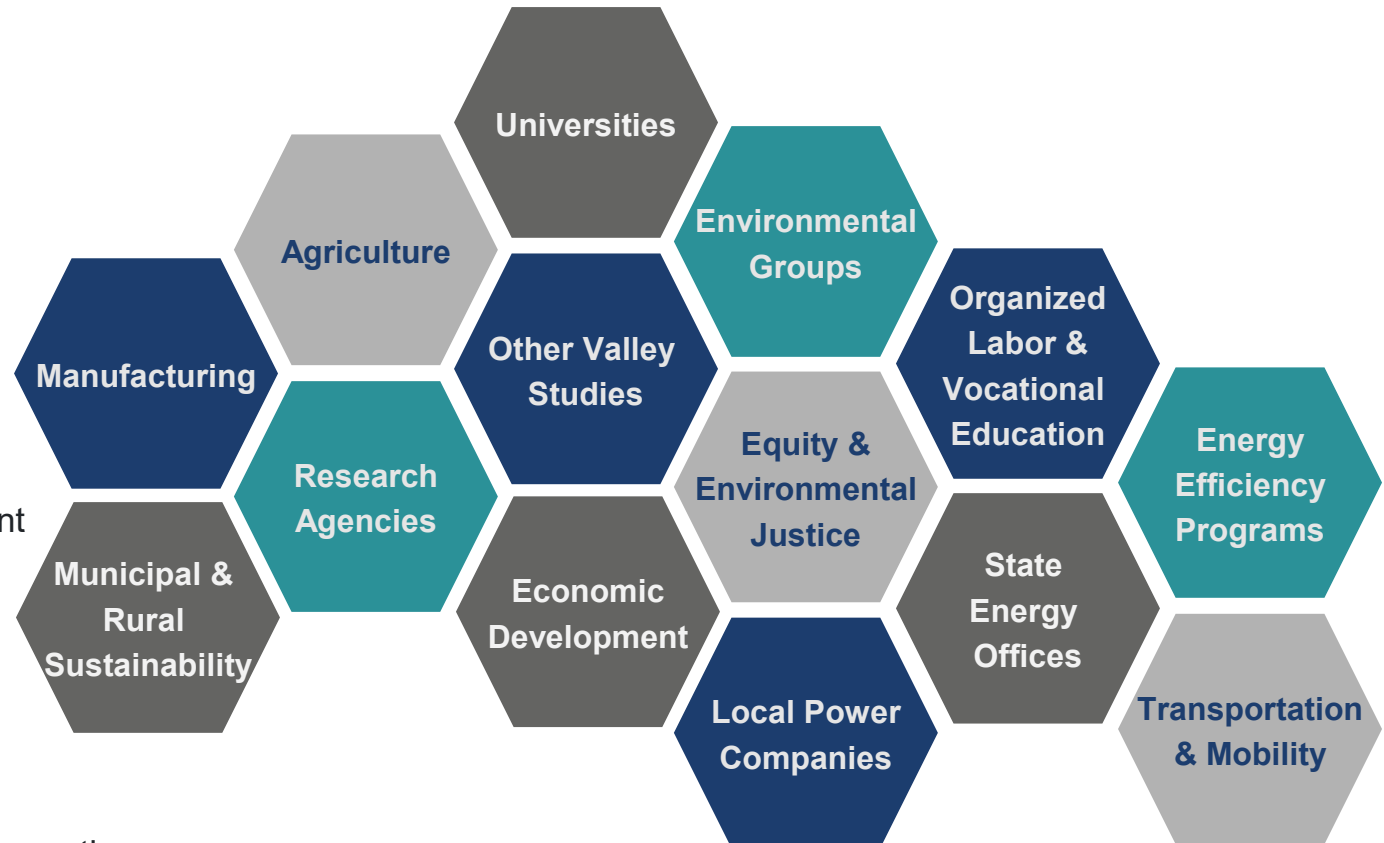 Universities
Agriculture
Environmental
Groups
Manufacturing
Other Valley
Studies
Organized
Labor &
Vocational
Education
Research
Agencies
Equity &
Environmental
Justice
Energy
Efficiency
Programs
nt
Municipal &
Rural
Sustainability
Economic
Development
State
Energy
Offices
Local Power
Companies
Transportation
& Mobility